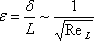 ε = δ/L ~ 1/√Re_L